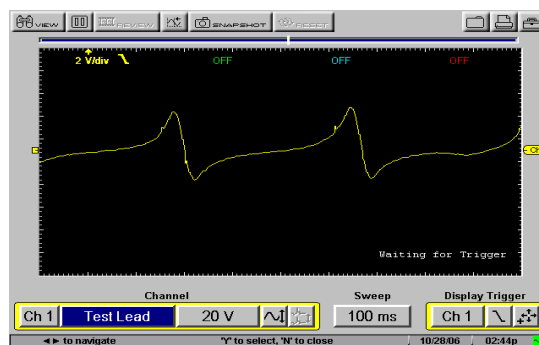 VIEW REVIEW SNAPSHOT RESET
2 V/div OFF OFF OFF
Waiting for Trigger
Channel Sweep Display Trigger
Ch 1 Test Lead 20 V 100 ms Ch 1
◄► to navigate 'Y' to select, 'N' to close 10/28/06 02:44p